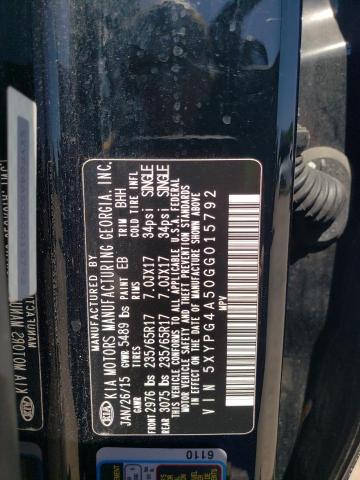 MANUFACTURED BY
KIA KIA MOTORS MANUFACTURING GEORGIA, INC.
JAN/26/15 GVWR 5489 lbs PAINT EB TRIM BHH
GAWR TIRES COLD TIRE INFL
FRONT 2976 lbs 235/65R17 7.0JX17 34psi SINGLE
REAR 3075 lbs 235/65R17 7.0JX17 34psi SINGLE
THIS VEHICLE CONFORMS TO ALL APPLICABLE U.S.A. FEDERAL
MOTOR VEHICLE SAFETY AND THEFT PREVENTION STANDARDS
IN EFFECT ON THE DATE OF MANUFACTURE SHOWN ABOVE
VIN 5XYPG4A50GG015792
MPV
6110